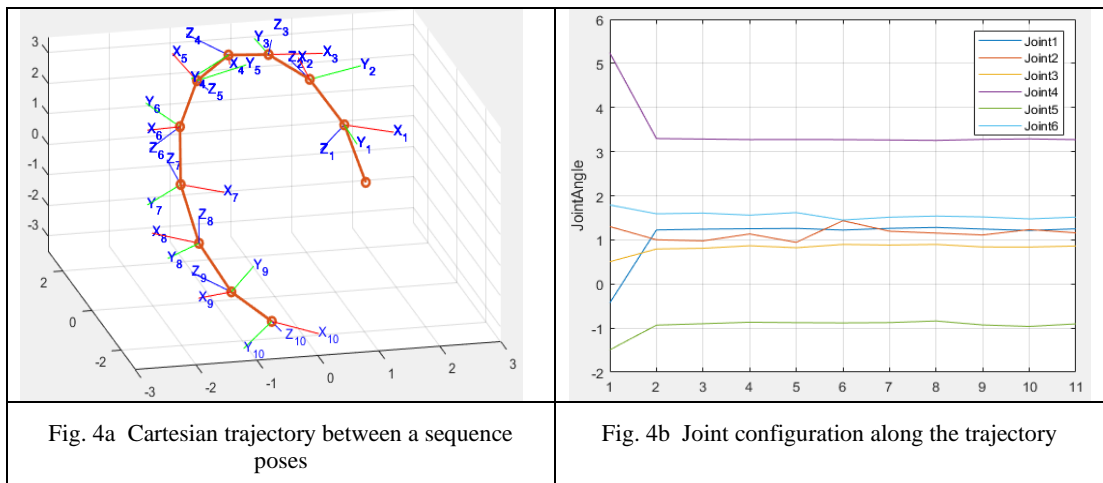 3
2
1
0
-1
-2
-3
2
0
-2
-3
-2
-1
0
1
2
3
Z3
Y3
X3
Z4
X4
Y4
X5
Y5
Z5
Z2
X2
Y2
X1
Y1
Z1
Y6
X6
Z6
Z7
X7
Y7
Z8
X8
Y8
Z9
Y9
X9
X10
Z10
Y10
6
5
4
3
2
1
0
-1
-2
JointAngle
1 2 3 4 5 6 7 8 9 10 11
Joint1
Joint2
Joint3
Joint4
Joint5
Joint6
Fig. 4a Cartesian trajectory between a sequence
poses
Fig. 4b Joint configuration along the trajectory